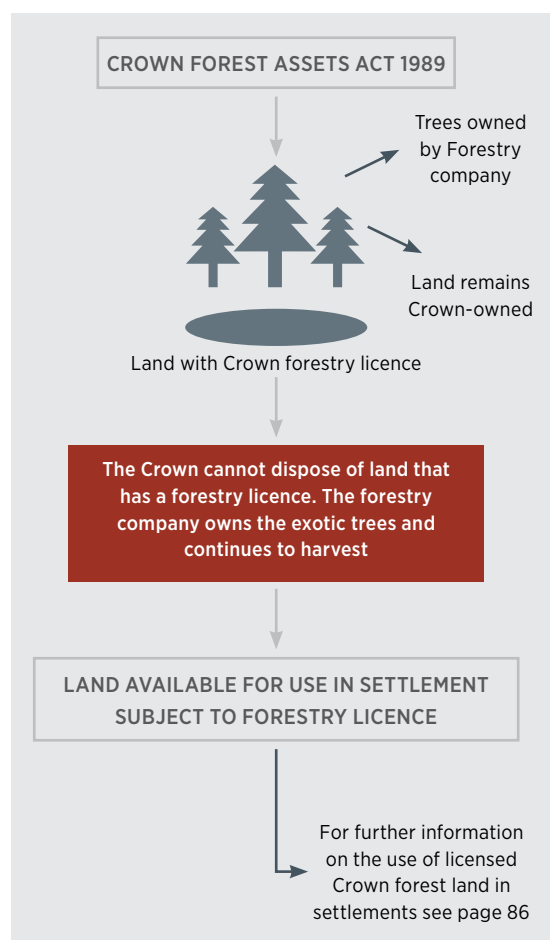 CROWN FOREST ASSETS ACT 1989
Trees owned
by Forestry
company
Land remains
Crown-owned
Land with Crown forestry licence
The Crown cannot dispose of land that
has a forestry licence. The forestry
company owns the exotic trees and
continues to harvest
LAND AVAILABLE FOR USE IN SETTLEMENT
SUBJECT TO FORESTRY LICENCE
For further information
on the use of licensed
Crown forest land in
settlements see page 86